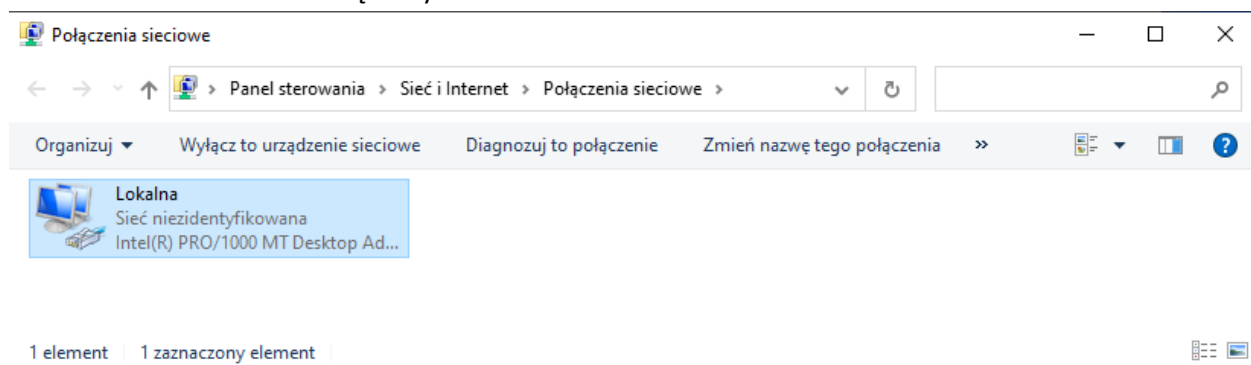 Połączenia sieciowe
Panel sterowania > Sieć i Internet > Połączenia sieciowe >
Organizuj Wyłącz to urządzenie sieciowe Diagnozuj to połączenie Zmień nazwę tego połączenia »
Lokalna
Sieć niezidentyfikowana
Intel(R) PRO/1000 MT Desktop Ad...
1 element 1 zaznaczony element